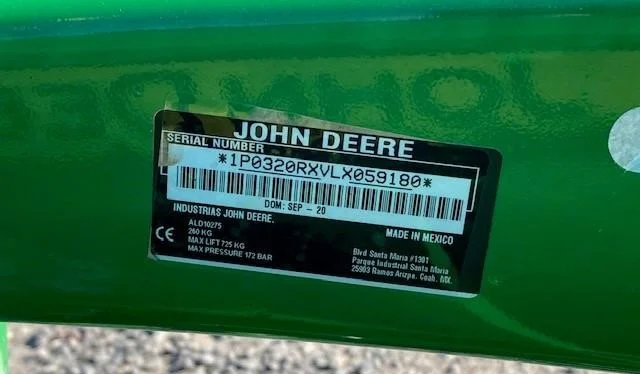 JOHN DEERE
SERIAL NUMBER
*1P0320RXVLX059180*
DOM: SEP - 20
INDUSTRIAS JOHN DEERE.
MADE IN MEXICO
CE
ALD10275
260 KG
MAX LIFT 725 KG
MAX PRESSURE 172 BAR
Blvd Santa Maria #1301
Parque Industrial Santa Maria
25903 Ramos Arizpe. Coah. MX.